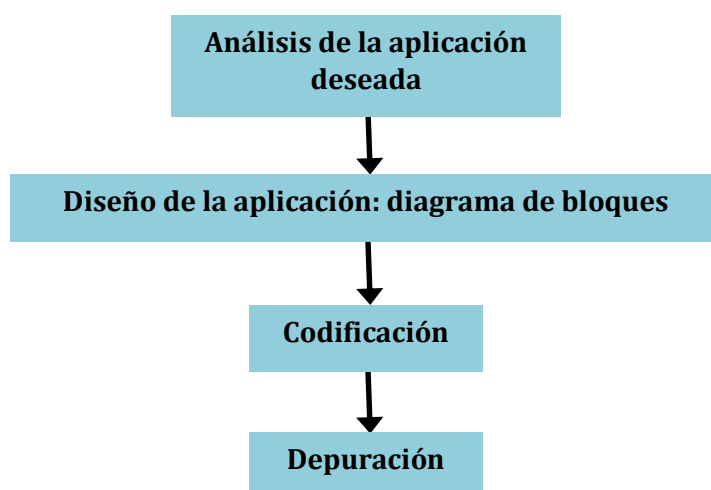 Análisis de la aplicación
deseada
Diseño de la aplicación: diagrama de bloques
Codificación
Depuración